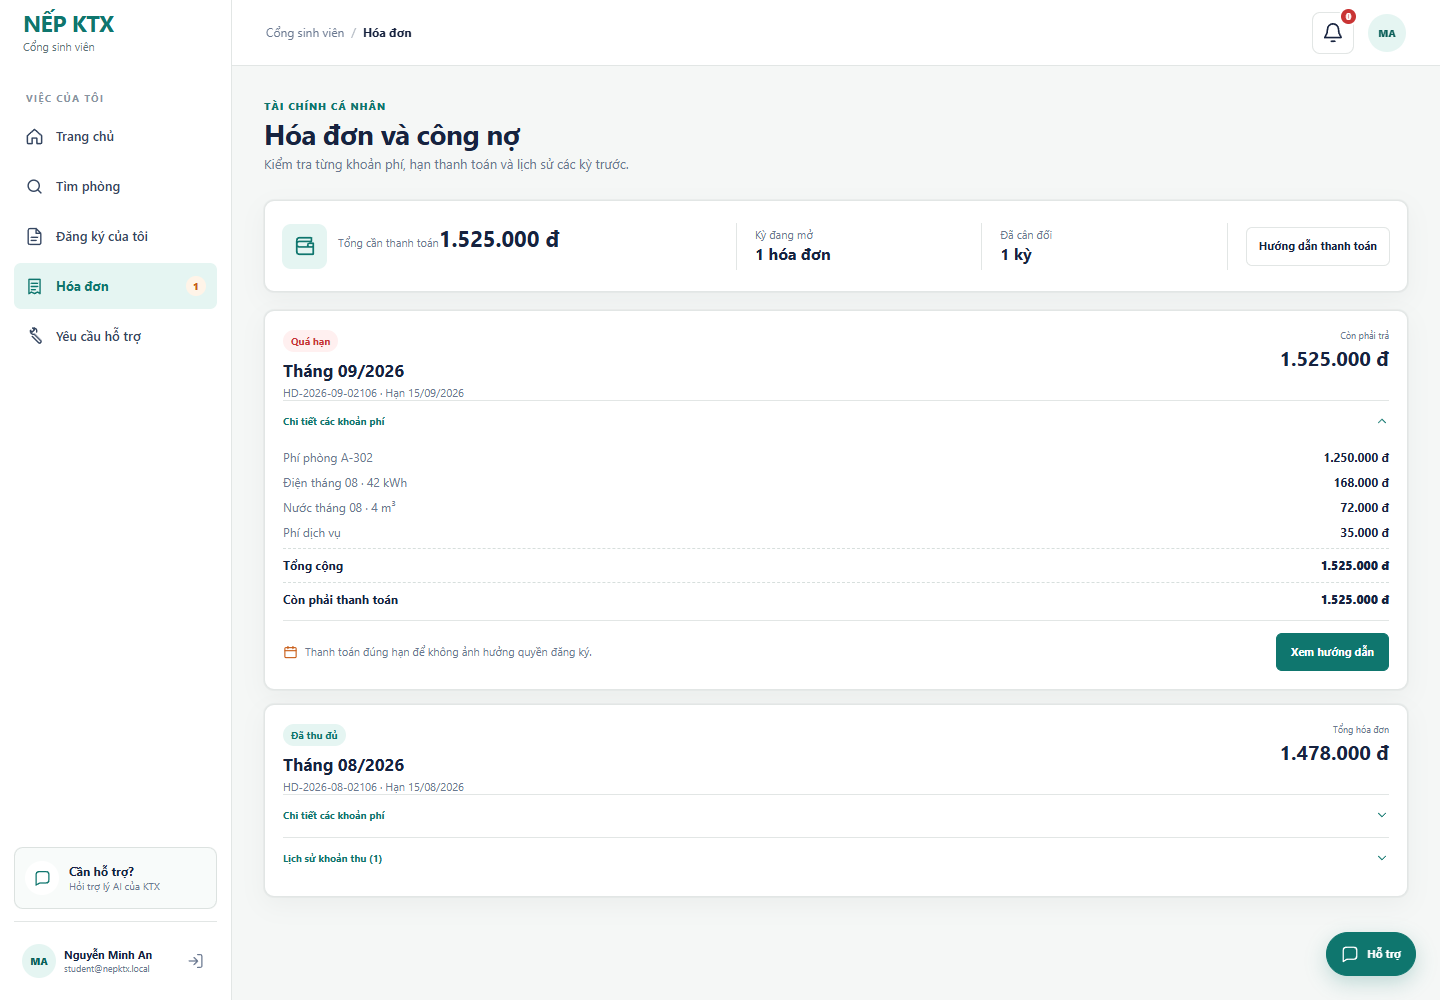 NẾP KTX
Cổng sinh viên
VIỆC CỦA TÔI
Trang chủ
Tìm phòng
Đăng ký của tôi
Hóa đơn 1
Yêu cầu hỗ trợ
Cần hỗ trợ?
Hỏi trợ lý AI của KTX
MA
Nguyễn Minh An
student@nepktx.local
Cổng sinh viên / Hóa đơn
0
MA
TÀI CHÍNH CÁ NHÂN
Hóa đơn và công nợ
Kiểm tra từng khoản phí, hạn thanh toán và lịch sử các kỳ trước.
Tổng cần thanh toán 1.525.000 đ
Kỳ đang mở
1 hóa đơn
Đã cân đối
1 kỳ
Hướng dẫn thanh toán
Quá hạn
Tháng 09/2026
HD-2026-09-02106 · Hạn 15/09/2026
Còn phải trả
1.525.000 đ
Chi tiết các khoản phí
Phí phòng A-302 1.250.000 đ
Điện tháng 08 · 42 kWh 168.000 đ
Nước tháng 08 · 4 m³ 72.000 đ
Phí dịch vụ 35.000 đ
Tổng cộng 1.525.000 đ
Còn phải thanh toán 1.525.000 đ
Thanh toán đúng hạn để không ảnh hưởng quyền đăng ký.
Xem hướng dẫn
Đã thu đủ
Tháng 08/2026
HD-2026-08-02106 · Hạn 15/08/2026
Tổng hóa đơn
1.478.000 đ
Chi tiết các khoản phí
Lịch sử khoản thu (1)
Hỗ trợ